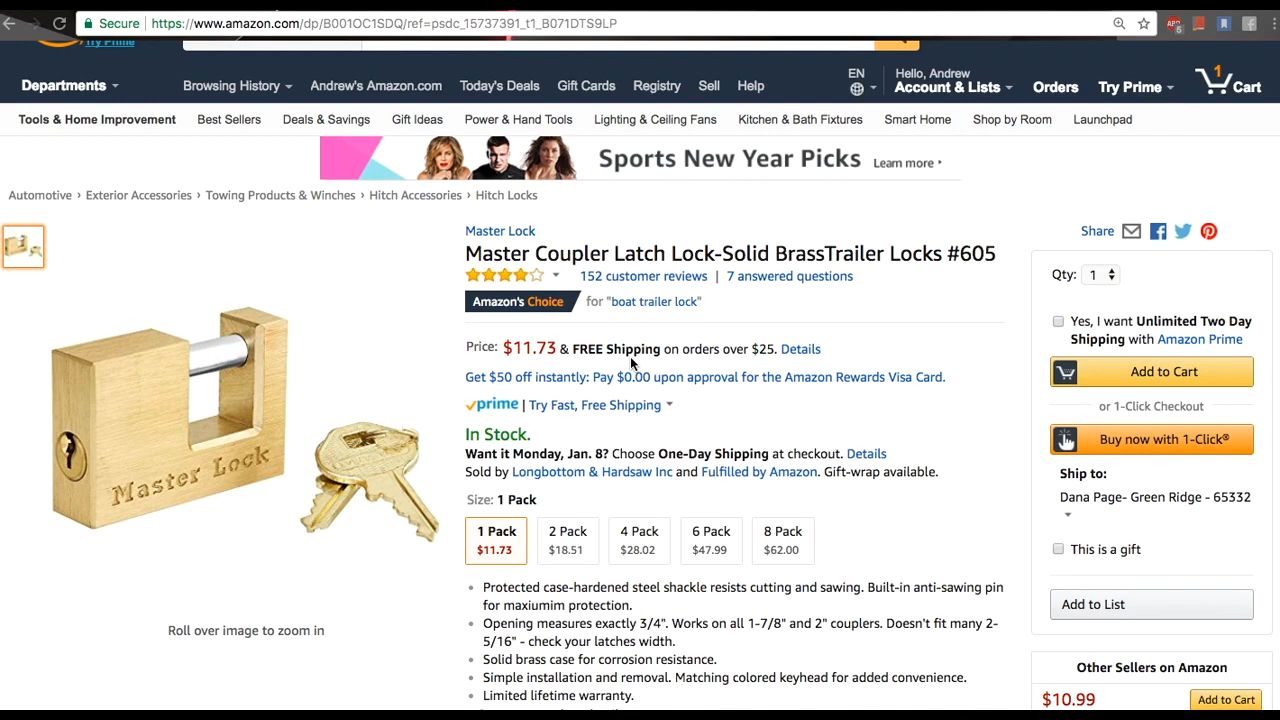 Secure https://www.amazon.com/dp/B001OC1SDQ/ref=psdc_15737391_t1_B071DTS9LP
Try Prime
Departments Browsing History Andrew's Amazon.com Today's Deals Gift Cards Registry Sell Help EN Hello, Andrew Account & Lists Orders Try Prime 1 Cart
Tools & Home Improvement Best Sellers Deals & Savings Gift Ideas Power & Hand Tools Lighting & Ceiling Fans Kitchen & Bath Fixtures Smart Home Shop by Room Launchpad
Sports New Year Picks Learn more ›
Automotive › Exterior Accessories › Towing Products & Winches › Hitch Accessories › Hitch Locks
Master Lock
Master Coupler Latch Lock-Solid BrassTrailer Locks #605
152 customer reviews | 7 answered questions
Amazon's Choice for "boat trailer lock"
Price: $11.73 & FREE Shipping on orders over $25. Details
Get $50 off instantly: Pay $0.00 upon approval for the Amazon Rewards Visa Card.
prime | Try Fast, Free Shipping
In Stock.
Want it Monday, Jan. 8? Choose One-Day Shipping at checkout. Details
Sold by Longbottom & Hardsaw Inc and Fulfilled by Amazon. Gift-wrap available.
Size: 1 Pack
1 Pack 2 Pack 4 Pack 6 Pack 8 Pack
$11.73 $18.51 $28.02 $47.99 $62.00
• Protected case-hardened steel shackle resists cutting and sawing. Built-in anti-sawing pin
for maxiumim protection.
• Opening measures exactly 3/4". Works on all 1-7/8" and 2" couplers. Doesn't fit many 2-
5/16" - check your latches width.
• Solid brass case for corrosion resistance.
• Simple installation and removal. Matching colored keyhead for added convenience.
• Limited lifetime warranty.
Master Lock
Roll over image to zoom in
Share
Qty: 1
Yes, I want Unlimited Two Day
Shipping with Amazon Prime
Add to Cart
or 1-Click Checkout
Buy now with 1-Click®
Ship to:
Dana Page- Green Ridge - 65332
This is a gift
Add to List
Other Sellers on Amazon
$10.99 Add to Cart